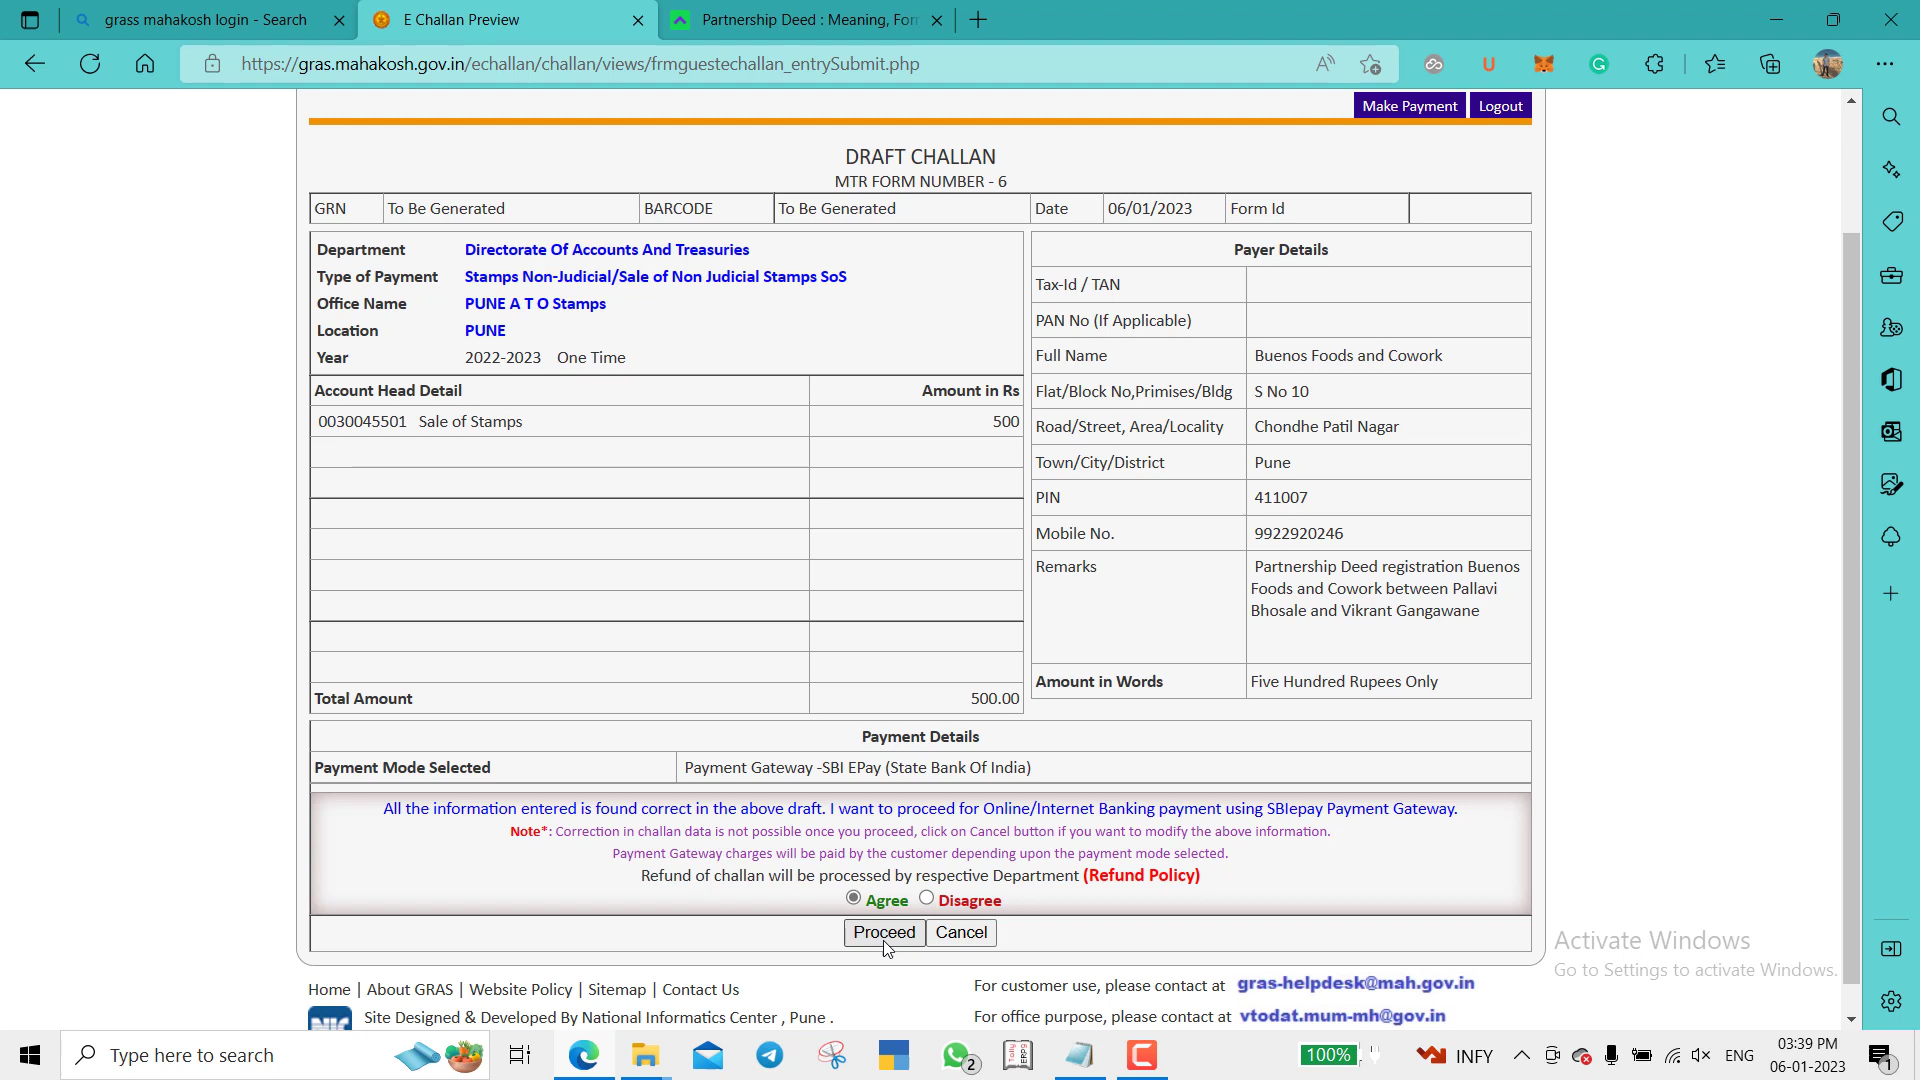 grass mahakosh login - Search
E Challan Preview
Partnership Deed : Meaning, For
https://gras.mahakosh.gov.in/echallan/challan/views/frmguestechallan_entrySubmit.php
Make Payment Logout
DRAFT CHALLAN
MTR FORM NUMBER - 6
GRN To Be Generated BARCODE To Be Generated Date 06/01/2023 Form Id
Department Directorate Of Accounts And Treasuries
Type of Payment Stamps Non-Judicial/Sale of Non Judicial Stamps SoS
Office Name PUNE A T O Stamps
Location PUNE
Year 2022-2023 One Time
Account Head Detail Amount in Rs
0030045501 Sale of Stamps 500
Total Amount 500.00
Payer Details
Tax-Id / TAN
PAN No (If Applicable)
Full Name Buenos Foods and Cowork
Flat/Block No,Primises/Bldg S No 10
Road/Street, Area/Locality Chondhe Patil Nagar
Town/City/District Pune
PIN 411007
Mobile No. 9922920246
Remarks Partnership Deed registration Buenos
Foods and Cowork between Pallavi
Bhosale and Vikrant Gangawane
Amount in Words Five Hundred Rupees Only
Payment Details
Payment Mode Selected Payment Gateway -SBI EPay (State Bank Of India)
All the information entered is found correct in the above draft. I want to proceed for Online/Internet Banking payment using SBIepay Payment Gateway.
Note*: Correction in challan data is not possible once you proceed, click on Cancel button if you want to modify the above information.
Payment Gateway charges will be paid by the customer depending upon the payment mode selected.
Refund of challan will be processed by respective Department (Refund Policy)
Agree Disagree
Proceed Cancel
Activate Windows
Go to Settings to activate Windows.
Home | About GRAS | Website Policy | Sitemap | Contact Us
For customer use, please contact at gras-helpdesk@mah.gov.in
NIC Site Designed & Developed By National Informatics Center , Pune .
For office purpose, please contact at vtodat.mum-mh@gov.in
Type here to search
2
100%
INFY
ENG
03:39 PM
06-01-2023
1